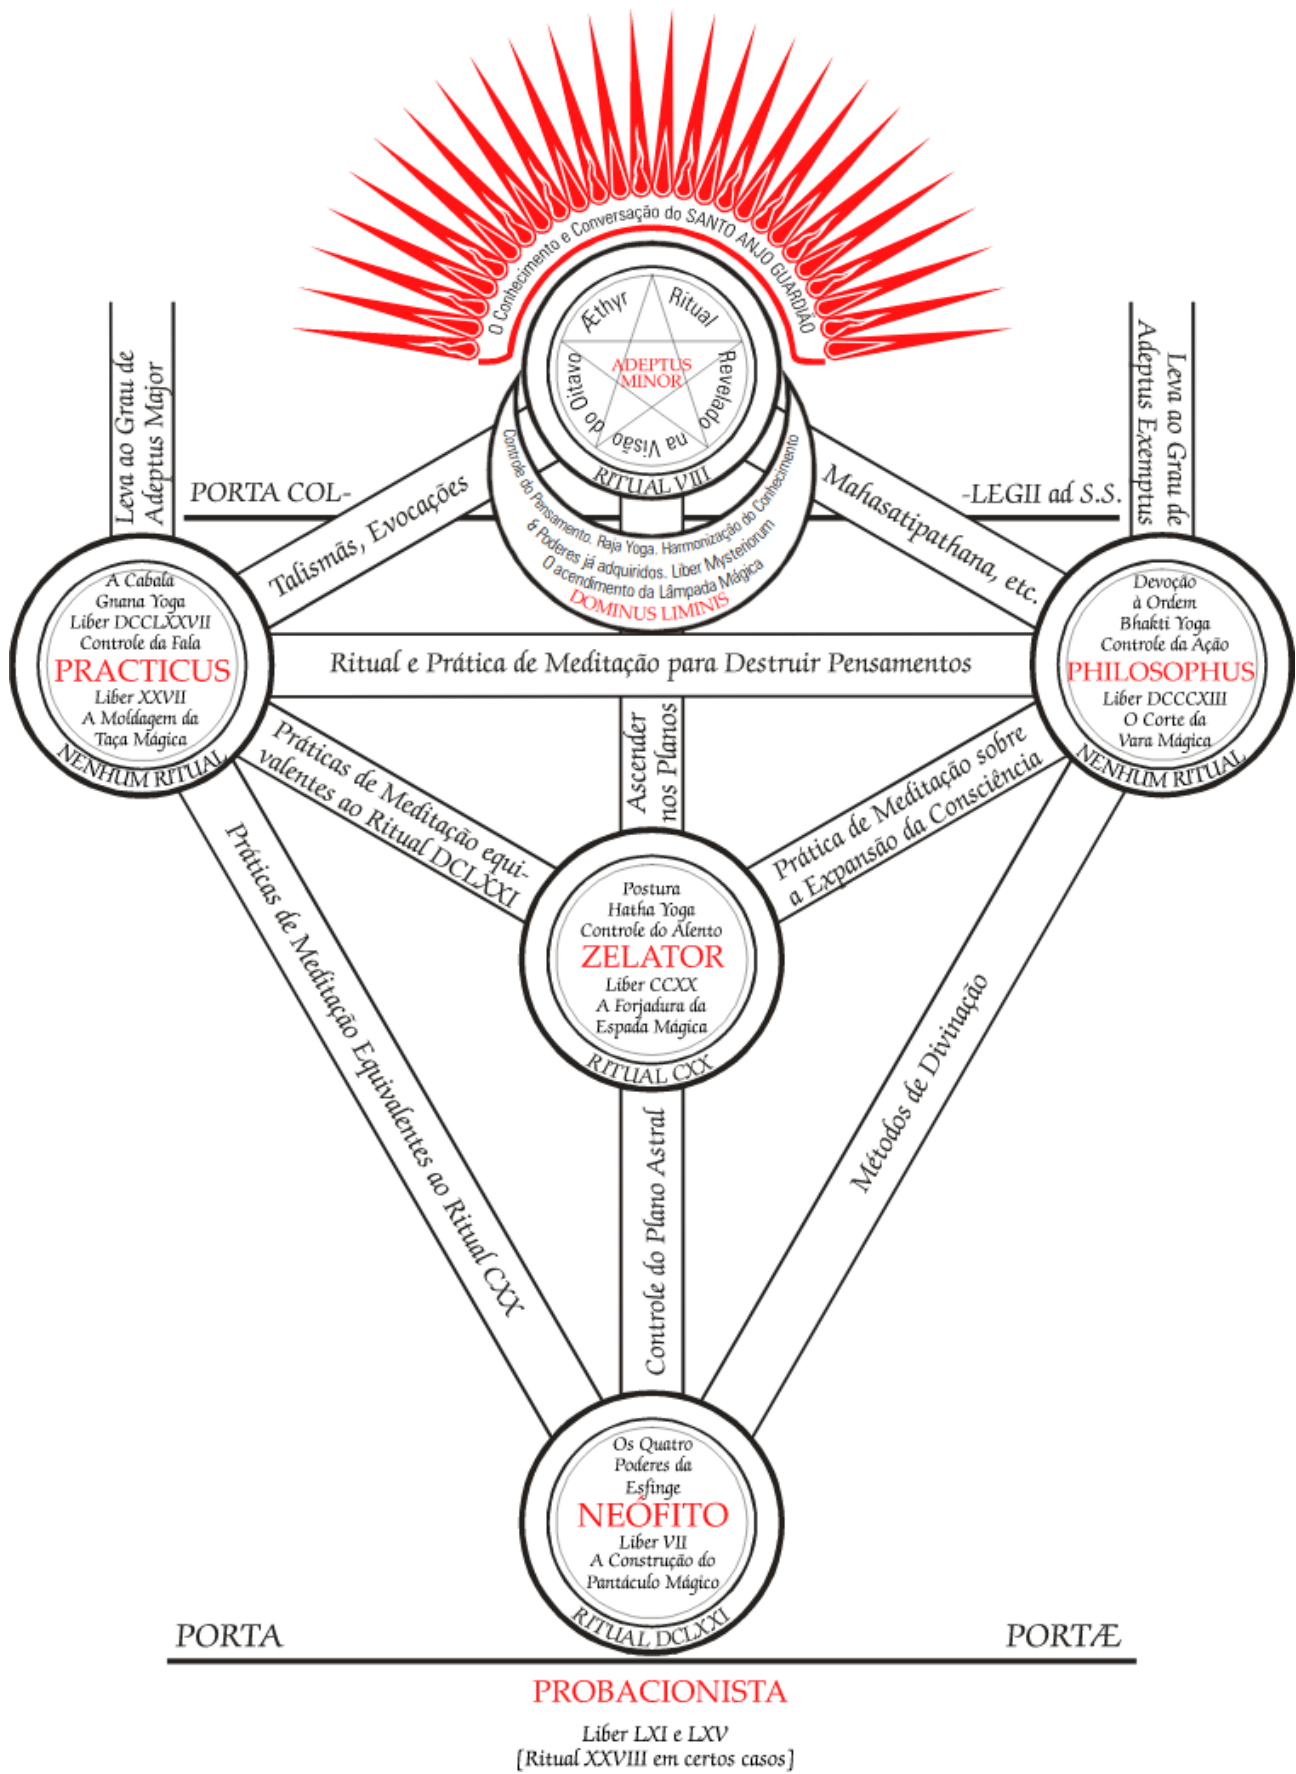 O Conhecimento e Conversação do SANTO ANJO GUARDIÃO
Ritual
Revelado
na Visão
do Oitavo
Æthyr
ADEPTUS
MINOR
RITUAL VIII
Controle do Pensamento. Raja Yoga. Harmonização do Conhecimento
& Poderes já adquiridos. Liber Mysteriorum
O acendimento da Lâmpada Mágica
DOMINUS LIMINIS
Leva ao Grau de
Adeptus Major
Leva ao Grau de
Adeptus Exemptus
PORTA COL-
-LEGII ad S.S.
Talismãs, Evocações
Mahasatipathana, etc.
A Cabala
Gnana Yoga
Liber DCCLXXVII
Controle da Fala
PRACTICUS
Liber XXVII
A Moldagem da
Taça Mágica
NENHUM RITUAL
Ritual e Prática de Meditação para Destruir Pensamentos
Devoção
à Ordem
Bhakti Yoga
Controle da Ação
PHILOSOPHUS
Liber DCCCXIII
O Corte da
Vara Mágica
NENHUM RITUAL
Práticas de Meditação equi-
valentes ao Ritual DCLXXI
Ascender
nos Planos
Prática de Meditação sobre
a Expansão da Consciência
Postura
Hatha Yoga
Controle do Alento
ZELATOR
Liber CCXX
A Forjadura da
Espada Mágica
RITUAL CXX
Práticas de Meditação Equivalentes ao Ritual CXX
Controle do Plano Astral
Métodos de Divinação
Os Quatro
Poderes da
Esfinge
NEÓFITO
Liber VII
A Construção do
Pantáculo Mágico
RITUAL DCLXXI
PORTA
PORTÆ
PROBACIONISTA
Liber LXI e LXV
[Ritual XXVIII em certos casos]